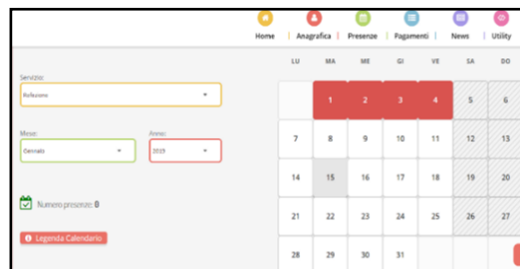 Home Anagrafica Presenze Pagamenti News Utility
Servizio:
Refezione
Mese: Anno:
Gennaio 2019
Numero presenze: 0
Legenda Calendario
LU MA ME GI VE SA DO
1 2 3 4 5 6
7 8 9 10 11 12 13
14 15 16 17 18 19 20
21 22 23 24 25 26 27
28 29 30 31